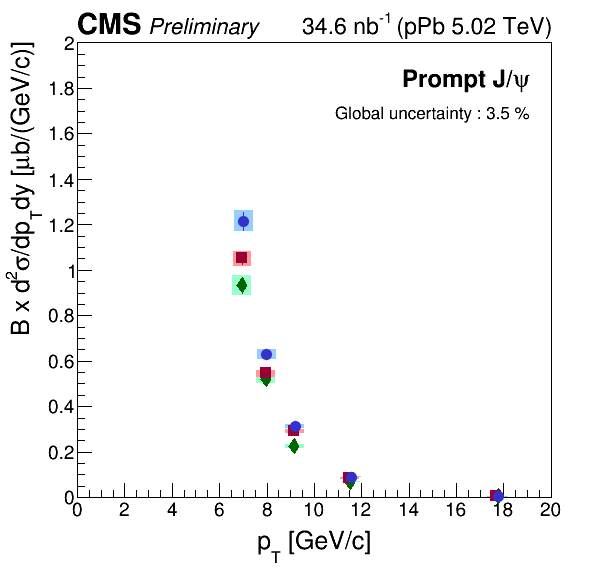 CMS Preliminary 34.6 nb⁻¹ (pPb 5.02 TeV)
Prompt J/ψ
Global uncertainty : 3.5 %
B x d²σ/dp_Tdy [μb/(GeV/c)]
2
1.8
1.6
1.4
1.2
1
0.8
0.6
0.4
0.2
0
0 2 4 6 8 10 12 14 16 18 20
p_T [GeV/c]